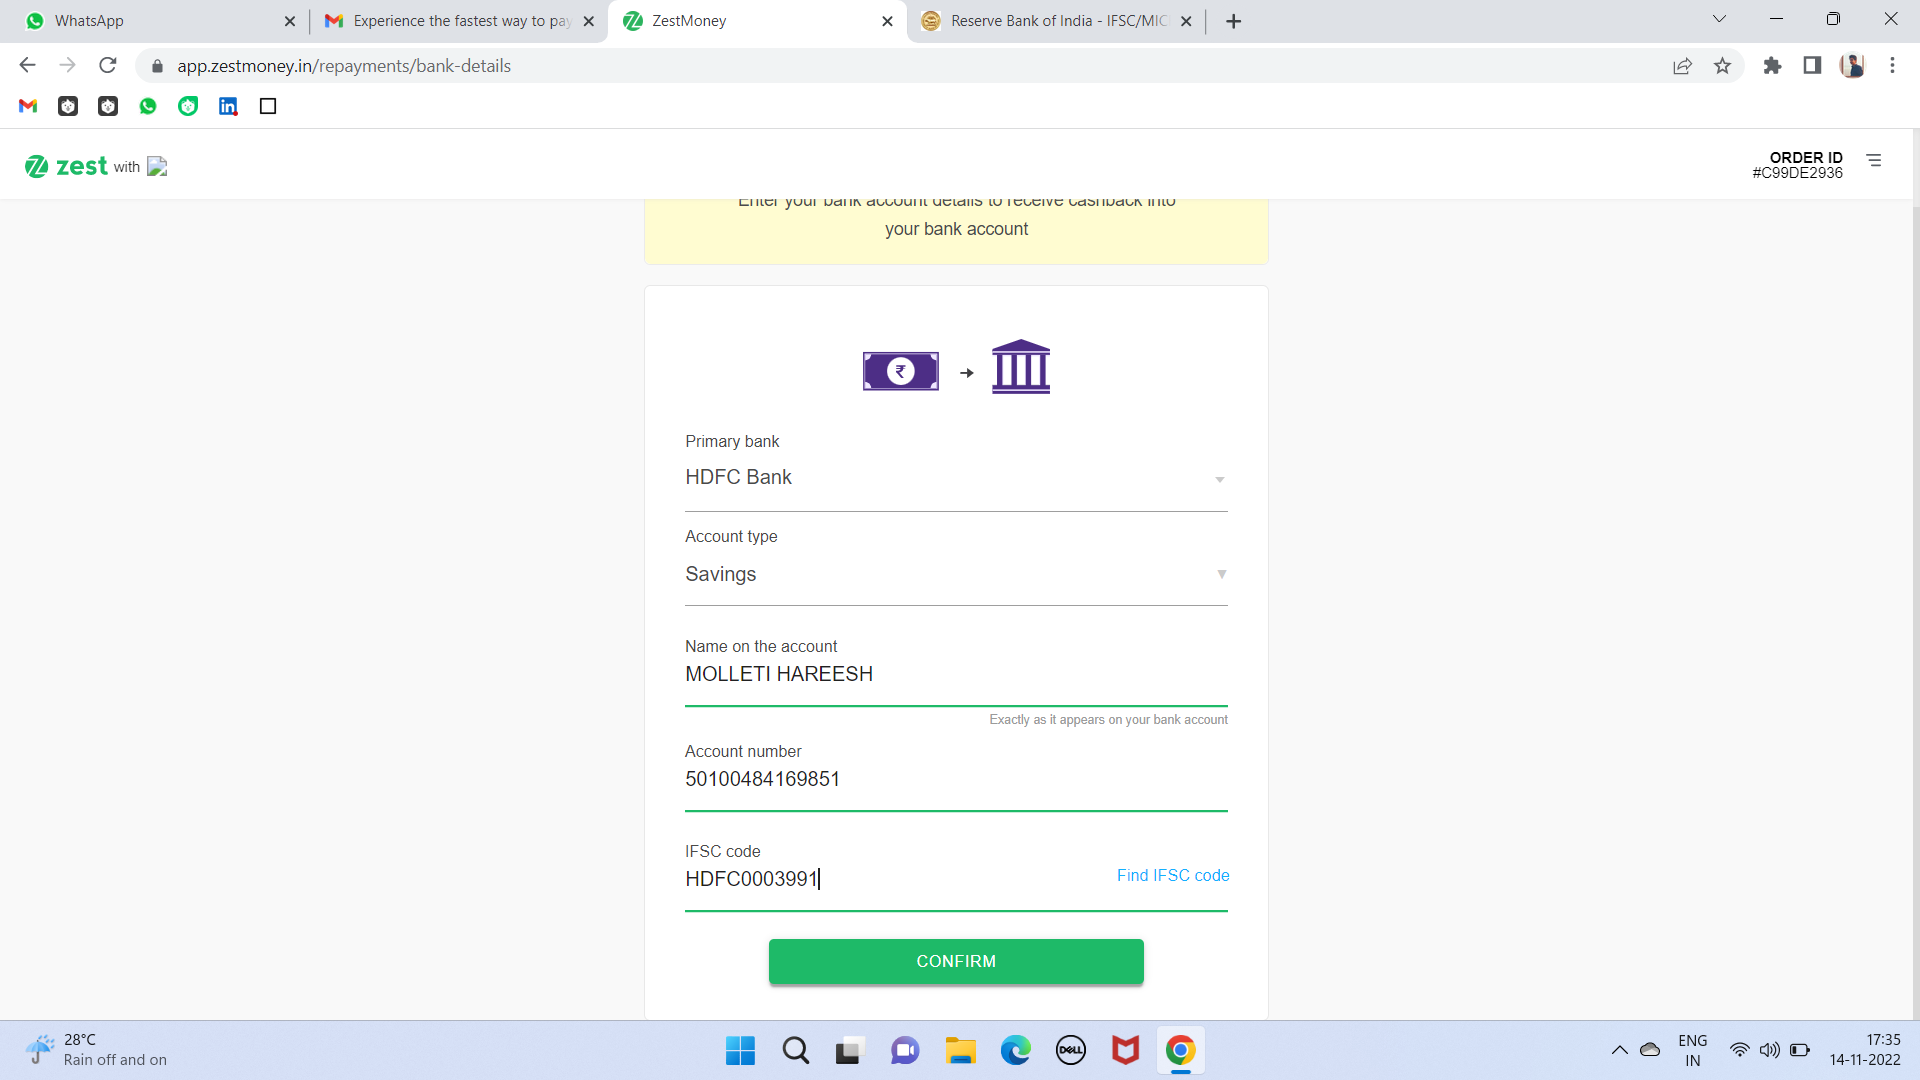 WhatsApp
Experience the fastest way to pay
ZestMoney
Reserve Bank of India - IFSC/MIC
app.zestmoney.in/repayments/bank-details
zest with
ORDER ID
#C99DE2936
Enter your bank account details to receive cashback into
your bank account
₹
Primary bank
HDFC Bank
Account type
Savings
Name on the account
MOLLETI HAREESH
Exactly as it appears on your bank account
Account number
50100484169851
IFSC code
HDFC0003991
Find IFSC code
CONFIRM
28°C
Rain off and on
DELL
ENG
IN
17:35
14-11-2022